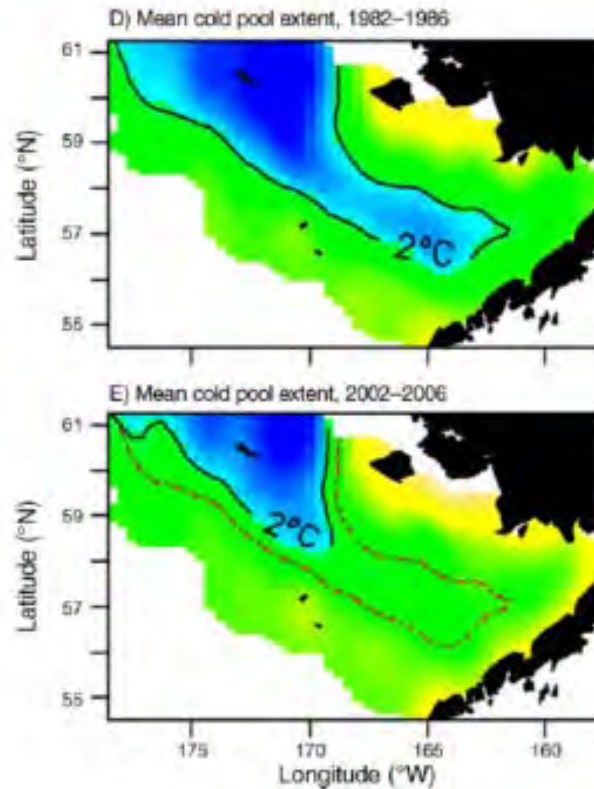 D) Mean cold pool extent, 1982–1986
61
59
57
55
Latitude (°N)
2°C
E) Mean cold pool extent, 2002–2006
61
59
57
55
Latitude (°N)
2°C
175
170
165
160
Longitude (°W)